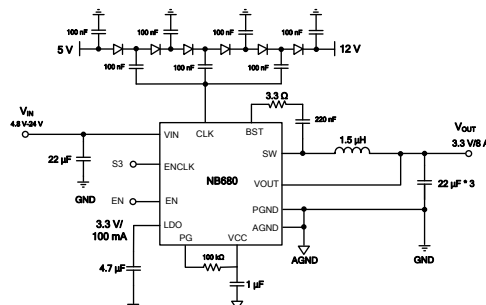 100 nF
100 nF
100 nF
100 nF
5 V
12 V
100 nF
100 nF
100 nF
3.3 Ω
VIN
4.8 V-24 V
VIN
CLK
BST
220 nF
1.5 µH
VOUT
3.3 V/8 A
SW
22 µF
S3
ENCLK
NB680
GND
VOUT
22 µF * 3
EN
EN
PGND
3.3 V/
100 mA
LDO
AGND
PG
VCC
AGND
GND
100 kΩ
4.7 µF
1 µF